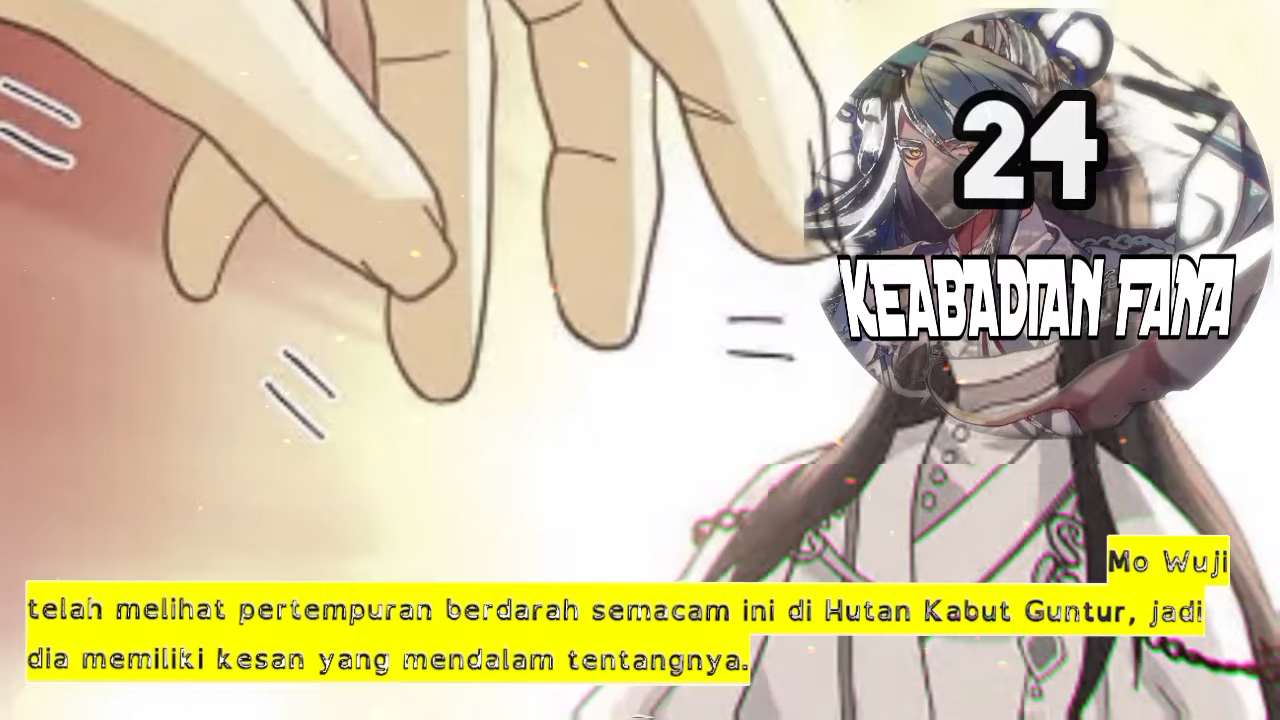 24
KEABADIAN FANA
Mo Wuji
telah melihat pertempuran berdarah semacam ini di Hutan Kabut Guntur, jadi
dia memiliki kesan yang mendalam tentangnya.